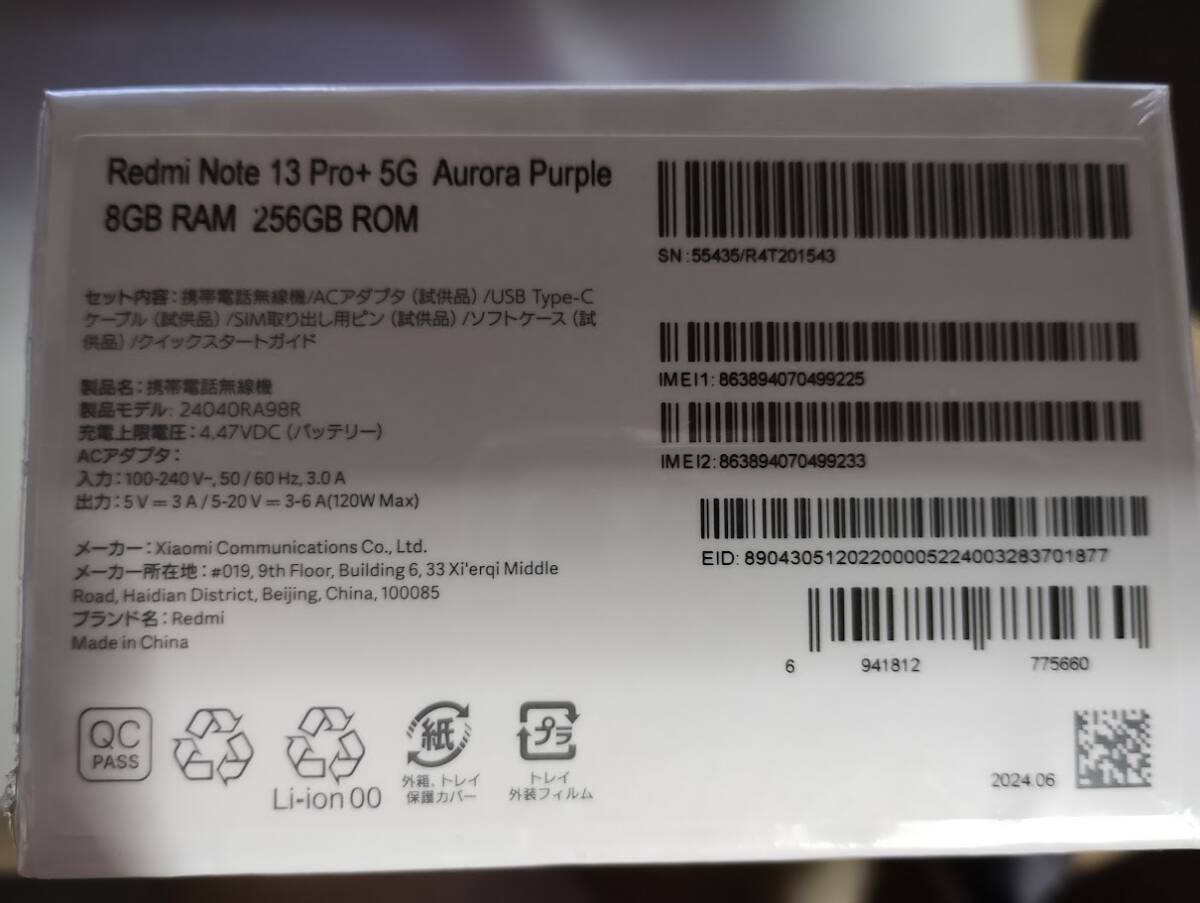 Redmi Note 13 Pro+ 5G Aurora Purple
8GB RAM 256GB ROM
セット内容：携帯電話無線機/ACアダプタ（試供品）/USB Type-C
ケーブル（試供品）/SIM取り出し用ピン（試供品）/ソフトケース（試
供品）/クイックスタートガイド
製品名：携帯電話無線機
製品モデル: 24040RA98R
充電上限電圧：4.47VDC（バッテリー）
ACアダプタ：
入力：100-240 V~, 50 / 60 Hz, 3.0 A
出力：5 V ⎓ 3 A / 5-20 V ⎓ 3-6 A(120W Max)
メーカー：Xiaomi Communications Co., Ltd.
メーカー所在地：#019, 9th Floor, Building 6, 33 Xi'erqi Middle
Road, Haidian District, Beijing, China, 100085
ブランド名：Redmi
Made in China
QC
PASS
Li-ion 00
紙
外箱、トレイ
保護カバー
プラ
トレイ
外装フィルム
SN:55435/R4T201543
IMEI1:863894070499225
IMEI2:863894070499233
EID: 89043051202200005224003283701877
6 941812 775660
2024.06